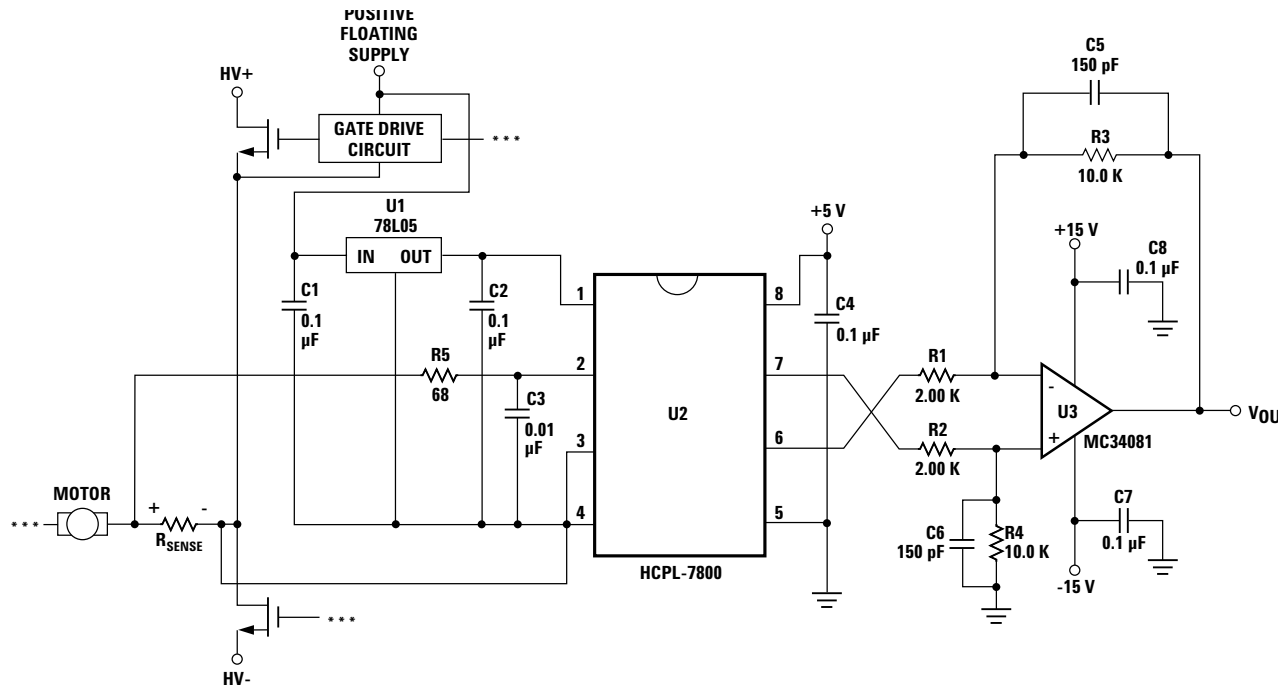 POSITIVE
FLOATING
SUPPLY
HV+
GATE DRIVE
CIRCUIT
***
U1
78L05
IN OUT
C1
0.1
µF
C2
0.1
µF
R5
68
C3
0.01
µF
MOTOR
***
+ -
RSENSE
***
HV-
1
2
3
4
8
7
6
5
U2
HCPL-7800
+5 V
C4
0.1 µF
R1
2.00 K
R2
2.00 K
C5
150 pF
R3
10.0 K
+15 V
C8
0.1 µF
-
+
U3
MC34081
VOU
C6
150 pF
R4
10.0 K
C7
0.1 µF
-15 V